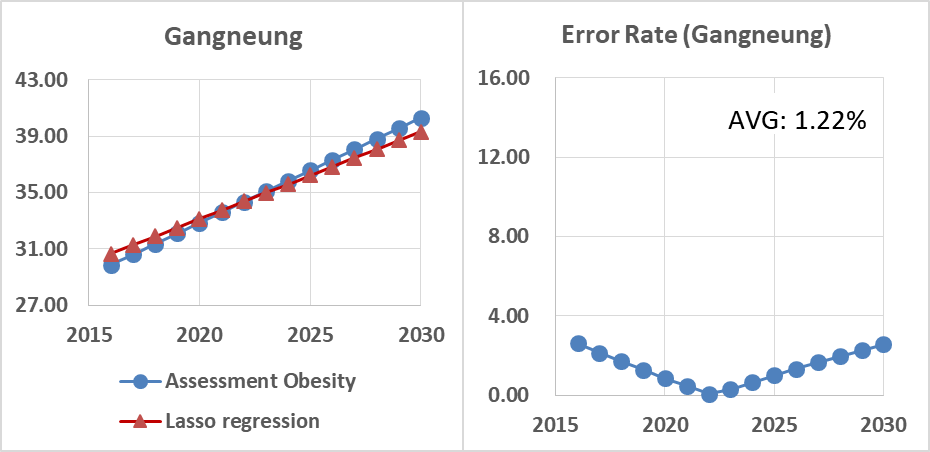 Gangneung
43.00
39.00
35.00
31.00
27.00
2015 2020 2025 2030
Assessment Obesity
Lasso regression
Error Rate (Gangneung)
16.00
AVG: 1.22%
12.00
8.00
4.00
0.00
2015 2020 2025 2030